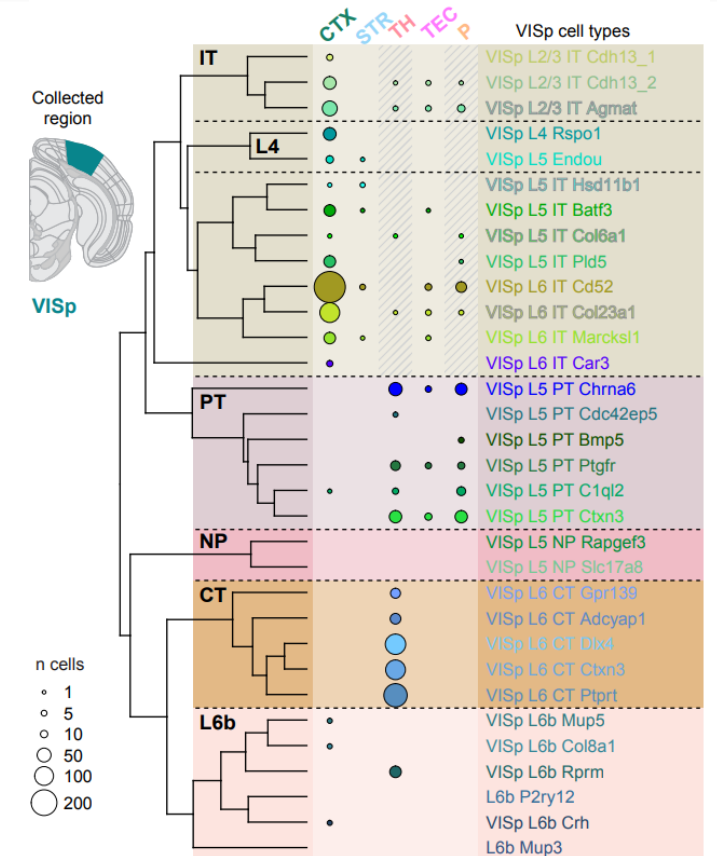 CTX STR TH TEC P
VISp cell types
IT
VISp L2/3 IT Cdh13_1
VISp L2/3 IT Cdh13_2
VISp L2/3 IT Agmat
Collected
region
VISp
L4
VISp L4 Rspo1
VISp L5 Endou
VISp L5 IT Hsd11b1
VISp L5 IT Batf3
VISp L5 IT Col6a1
VISp L5 IT Pld5
VISp L6 IT Cd52
VISp L6 IT Col23a1
VISp L6 IT Marcksl1
VISp L6 IT Car3
PT
VISp L5 PT Chrna6
VISp L5 PT Cdc42ep5
VISp L5 PT Bmp5
VISp L5 PT Ptgfr
VISp L5 PT C1ql2
VISp L5 PT Ctxn3
NP
VISp L5 NP Rapgef3
VISp L5 NP Slc17a8
CT
VISp L6 CT Gpr139
VISp L6 CT Adcyap1
VISp L6 CT Dlx4
VISp L6 CT Ctxn3
VISp L6 CT Ptprt
L6b
VISp L6b Mup5
VISp L6b Col8a1
VISp L6b Rprm
L6b P2ry12
VISp L6b Crh
L6b Mup3
n cells
1
5
10
50
100
200